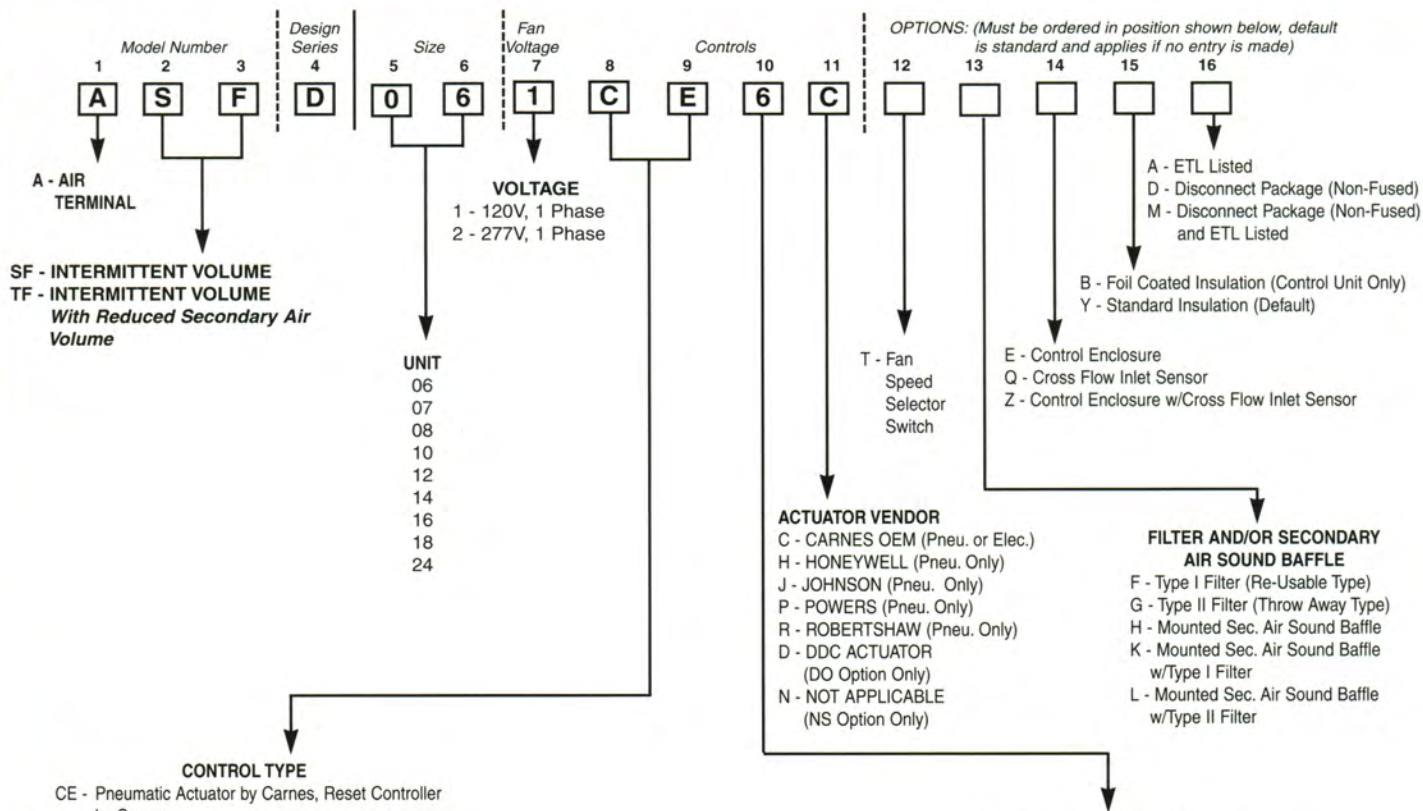 Model Number
Design
Series
Size
Fan
Voltage
Controls
OPTIONS: (Must be ordered in position shown below, default
is standard and applies if no entry is made)
1 2 3 4 5 6 7 8 9 10 11 12 13 14 15 16
A S F D 0 6 1 C E 6 C
A - AIR
TERMINAL
SF - INTERMITTENT VOLUME
TF - INTERMITTENT VOLUME
With Reduced Secondary Air
Volume
UNIT
06
07
08
10
12
14
16
18
24
VOLTAGE
1 - 120V, 1 Phase
2 - 277V, 1 Phase
CONTROL TYPE
CE - Pneumatic Actuator by Carnes, Reset Controller
ACTUATOR VENDOR
C - CARNES OEM (Pneu. or Elec.)
H - HONEYWELL (Pneu. Only)
J - JOHNSON (Pneu. Only)
P - POWERS (Pneu. Only)
R - ROBERTSHAW (Pneu. Only)
D - DDC ACTUATOR
(DO Option Only)
N - NOT APPLICABLE
(NS Option Only)
T - Fan
Speed
Selector
Switch
FILTER AND/OR SECONDARY
AIR SOUND BAFFLE
F - Type I Filter (Re-Usable Type)
G - Type II Filter (Throw Away Type)
H - Mounted Sec. Air Sound Baffle
K - Mounted Sec. Air Sound Baffle
w/Type I Filter
L - Mounted Sec. Air Sound Baffle
w/Type II Filter
E - Control Enclosure
Q - Cross Flow Inlet Sensor
Z - Control Enclosure w/Cross Flow Inlet Sensor
B - Foil Coated Insulation (Control Unit Only)
Y - Standard Insulation (Default)
A - ETL Listed
D - Disconnect Package (Non-Fused)
M - Disconnect Package (Non-Fused)
and ETL Listed